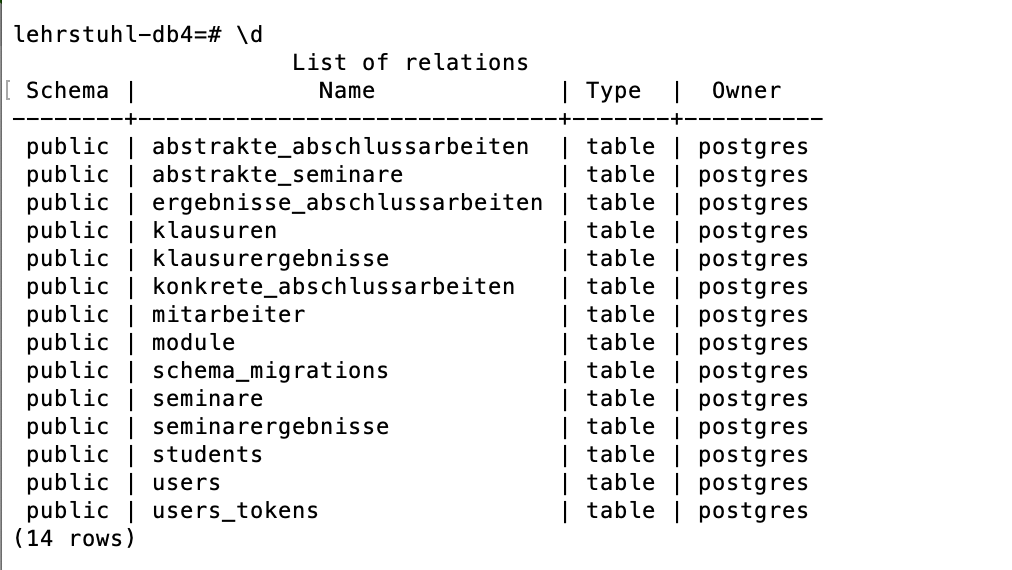 lehrstuhl-db4=# \d
                    List of relations
 Schema |             Name             | Type  |  Owner
--------+------------------------------+-------+----------
 public | abstrakte_abschlussarbeiten  | table | postgres
 public | abstrakte_seminare           | table | postgres
 public | ergebnisse_abschlussarbeiten | table | postgres
 public | klausuren                    | table | postgres
 public | klausurergebnisse            | table | postgres
 public | konkrete_abschlussarbeiten   | table | postgres
 public | mitarbeiter                  | table | postgres
 public | module                       | table | postgres
 public | schema_migrations            | table | postgres
 public | seminare                     | table | postgres
 public | seminarergebnisse            | table | postgres
 public | students                     | table | postgres
 public | users                        | table | postgres
 public | users_tokens                 | table | postgres
(14 rows)